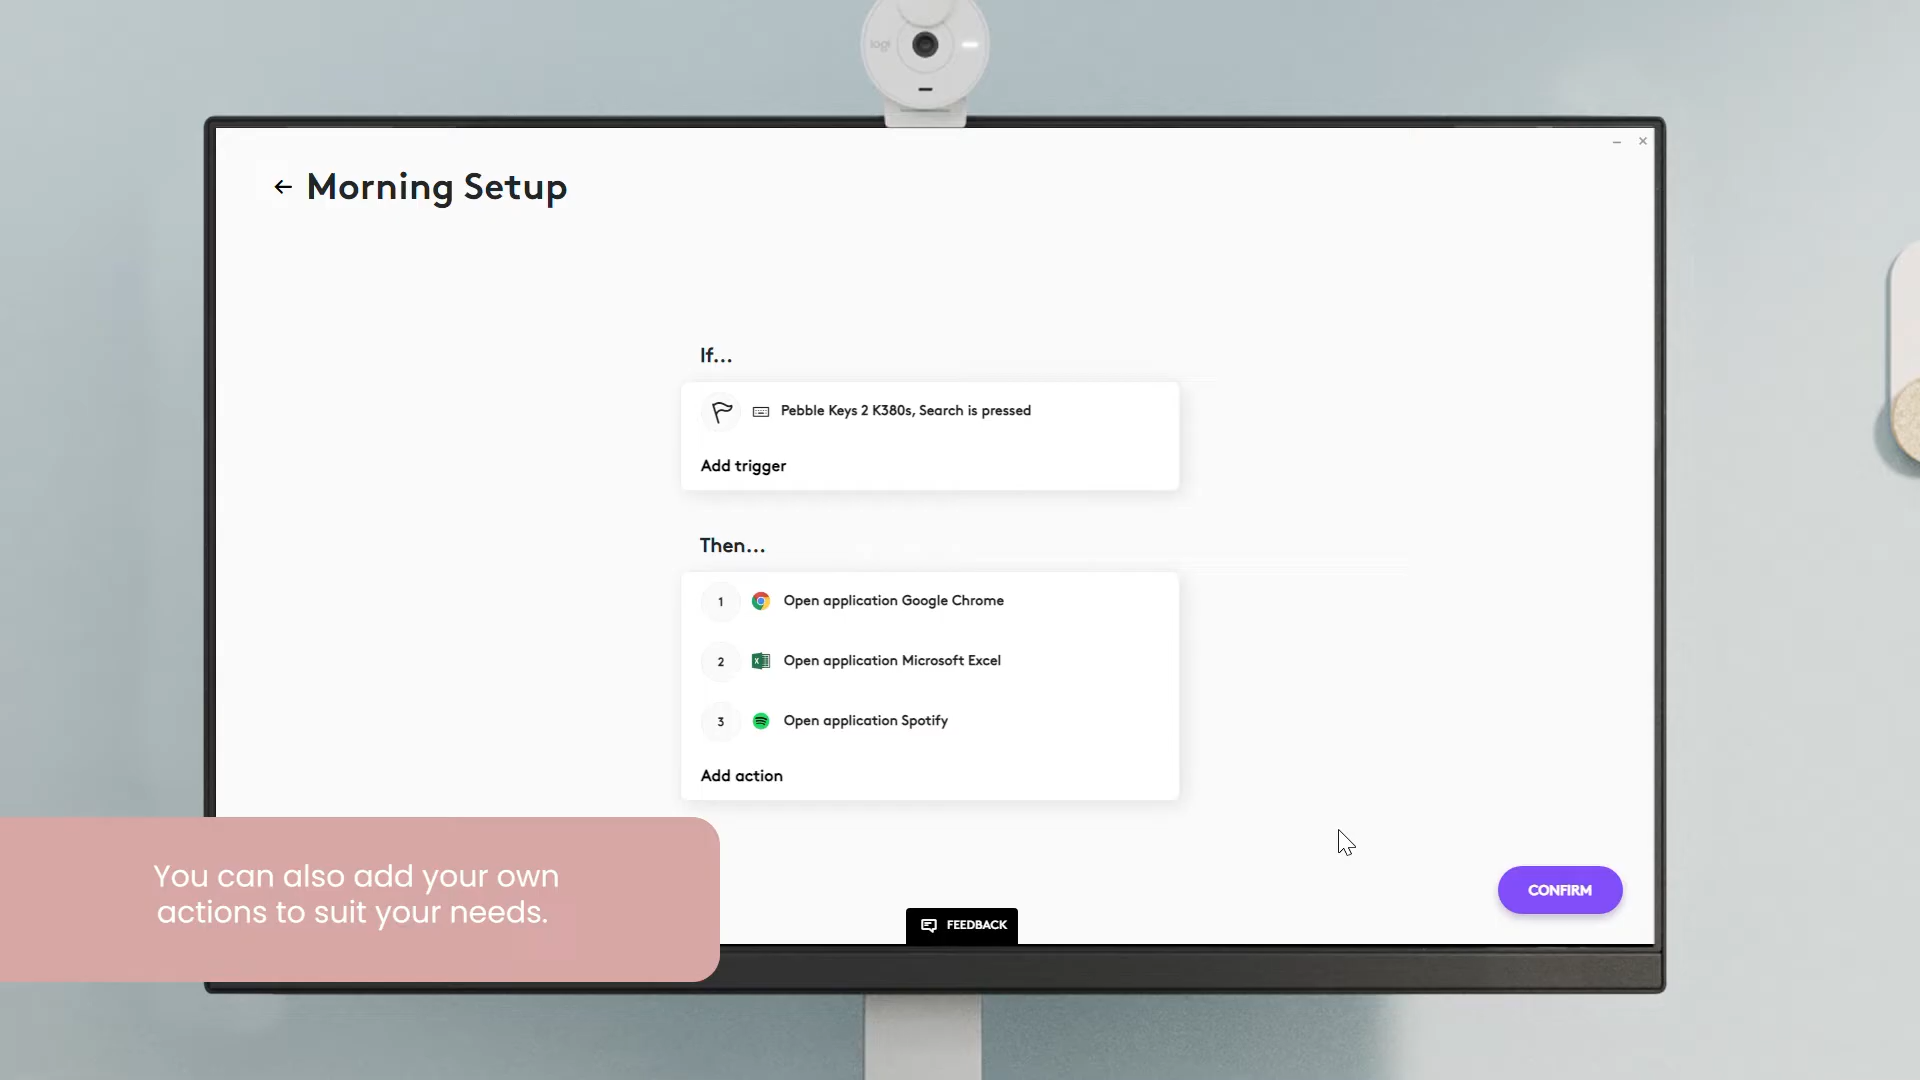 logi
Morning Setup
If...
Pebble Keys 2 K380s, Search is pressed
Add trigger
Then...
1 Open application Google Chrome
2 Open application Microsoft Excel
3 Open application Spotify
Add action
You can also add your own
actions to suit your needs.
CONFIRM
FEEDBACK